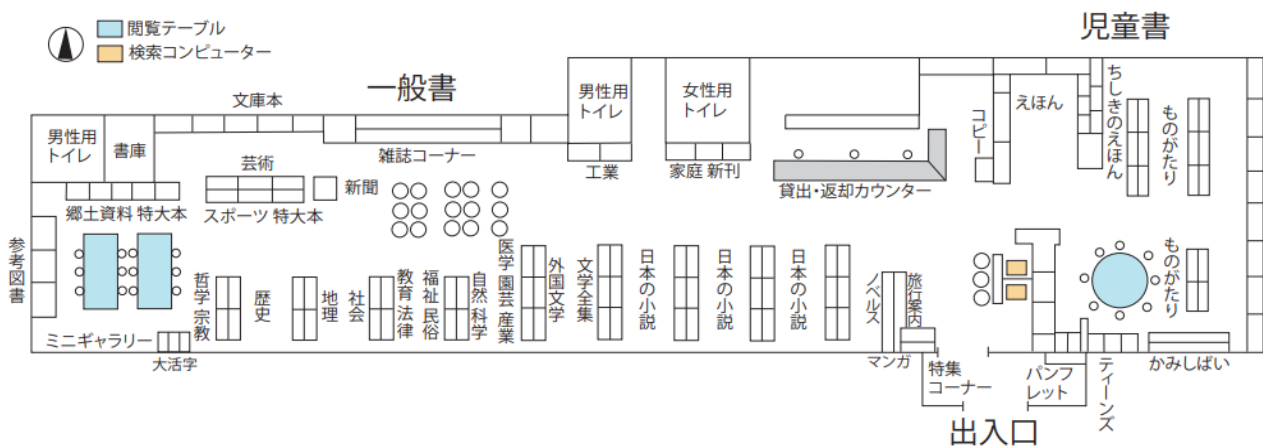 閲覧テーブル
検索コンピューター
児童書
一般書
文庫本
男性用
トイレ
書庫
芸術
新聞
雑誌コーナー
男性用
トイレ
工業
女性用
トイレ
家庭 新刊
貸出・返却カウンター
コピー
えほん
ちしきのえほん
ものがたり
郷土資料 特大本
スポーツ 特大本
参考図書
哲学 宗教
歴史
地理
社会
教育 法律
福祉 民俗
自然 科学
医学 園芸 産業
外国文学
文学全集
日本の小説
日本の小説
日本の小説
ノベルス
旅行案内
ものがたり
ミニギャラリー
大活字
マンガ
特集
コーナー
パンフ
レット
ティーンズ
かみしばい
出入口